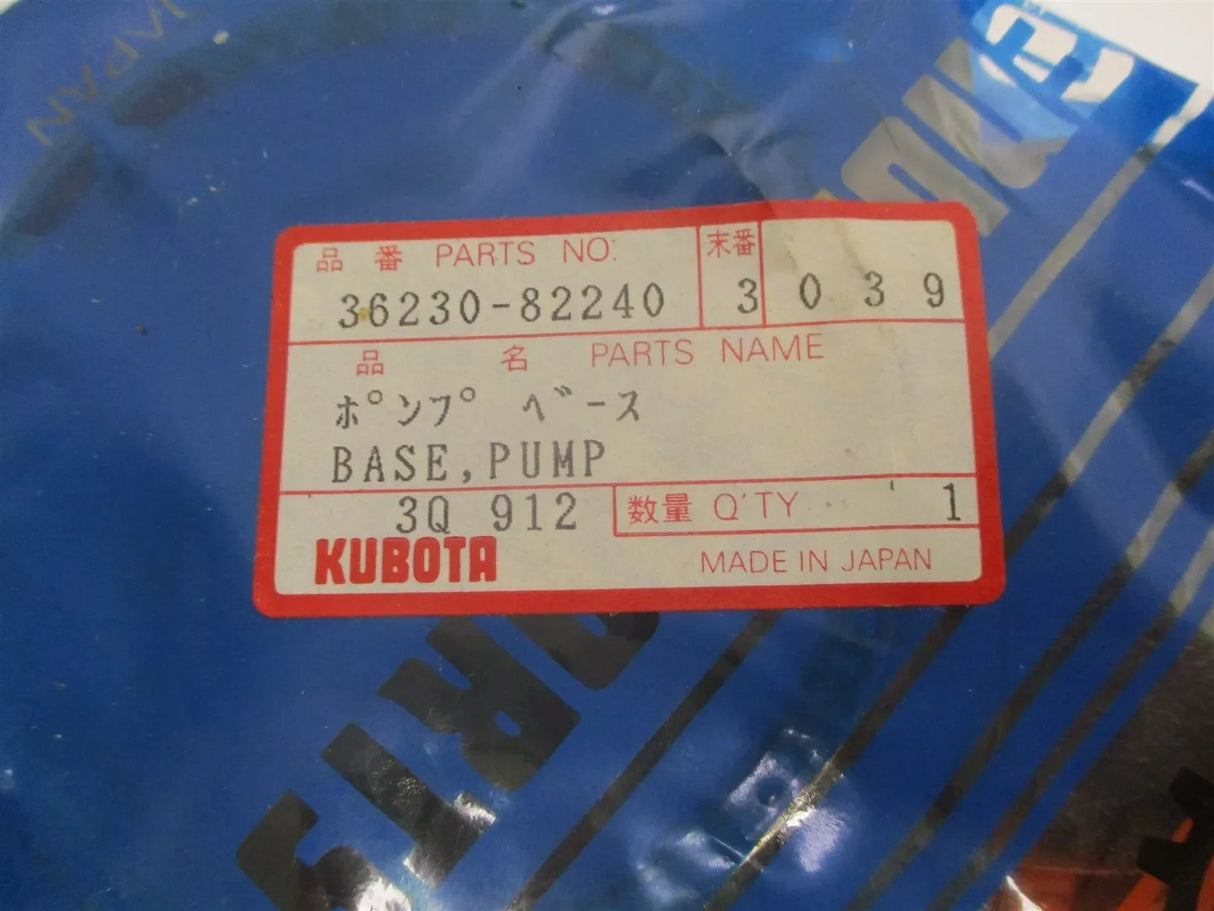 JAPAN
品 番 PARTS NO. 末番
36230-82240 3 0 3 9
品 名 PARTS NAME
ポンプ ベース
BASE,PUMP
3Q 912 数量 Q'TY 1
KUBOTA MADE IN JAPAN